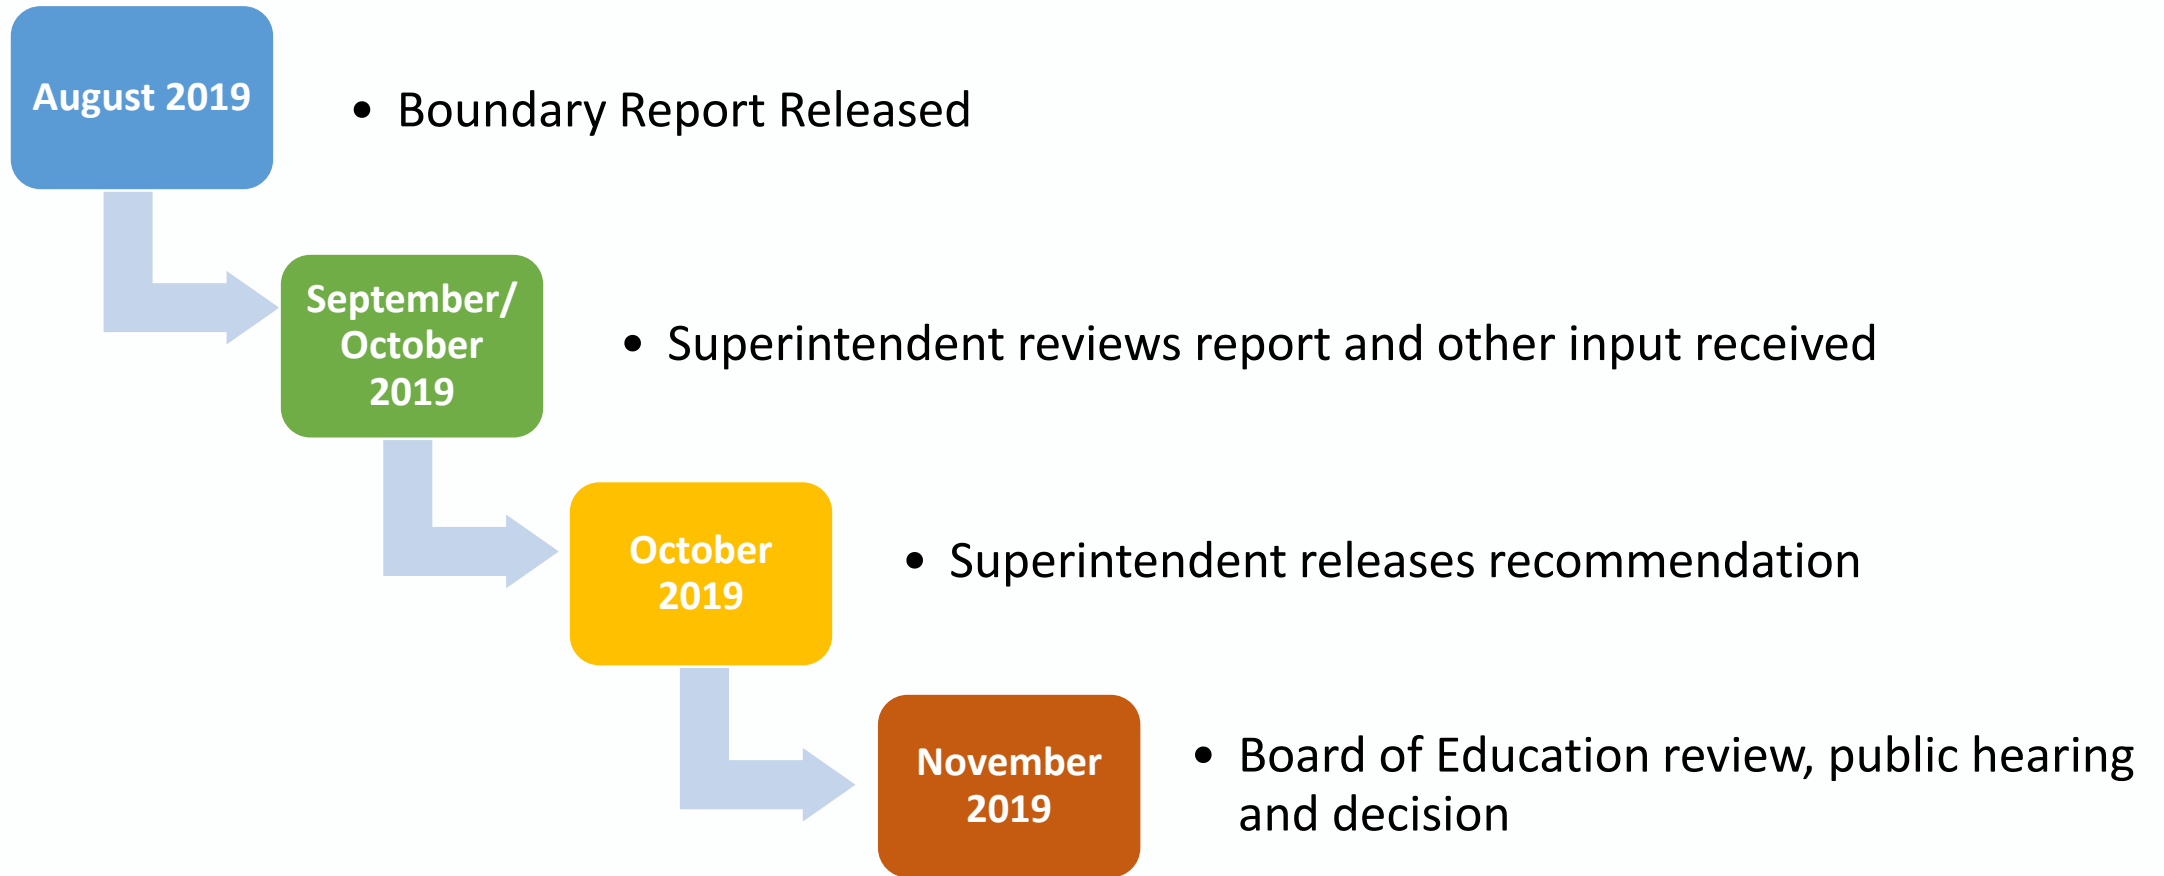 August 2019
• Boundary Report Released
September/
October
2019
• Superintendent reviews report and other input received
October
2019
• Superintendent releases recommendation
November
2019
• Board of Education review, public hearing
and decision